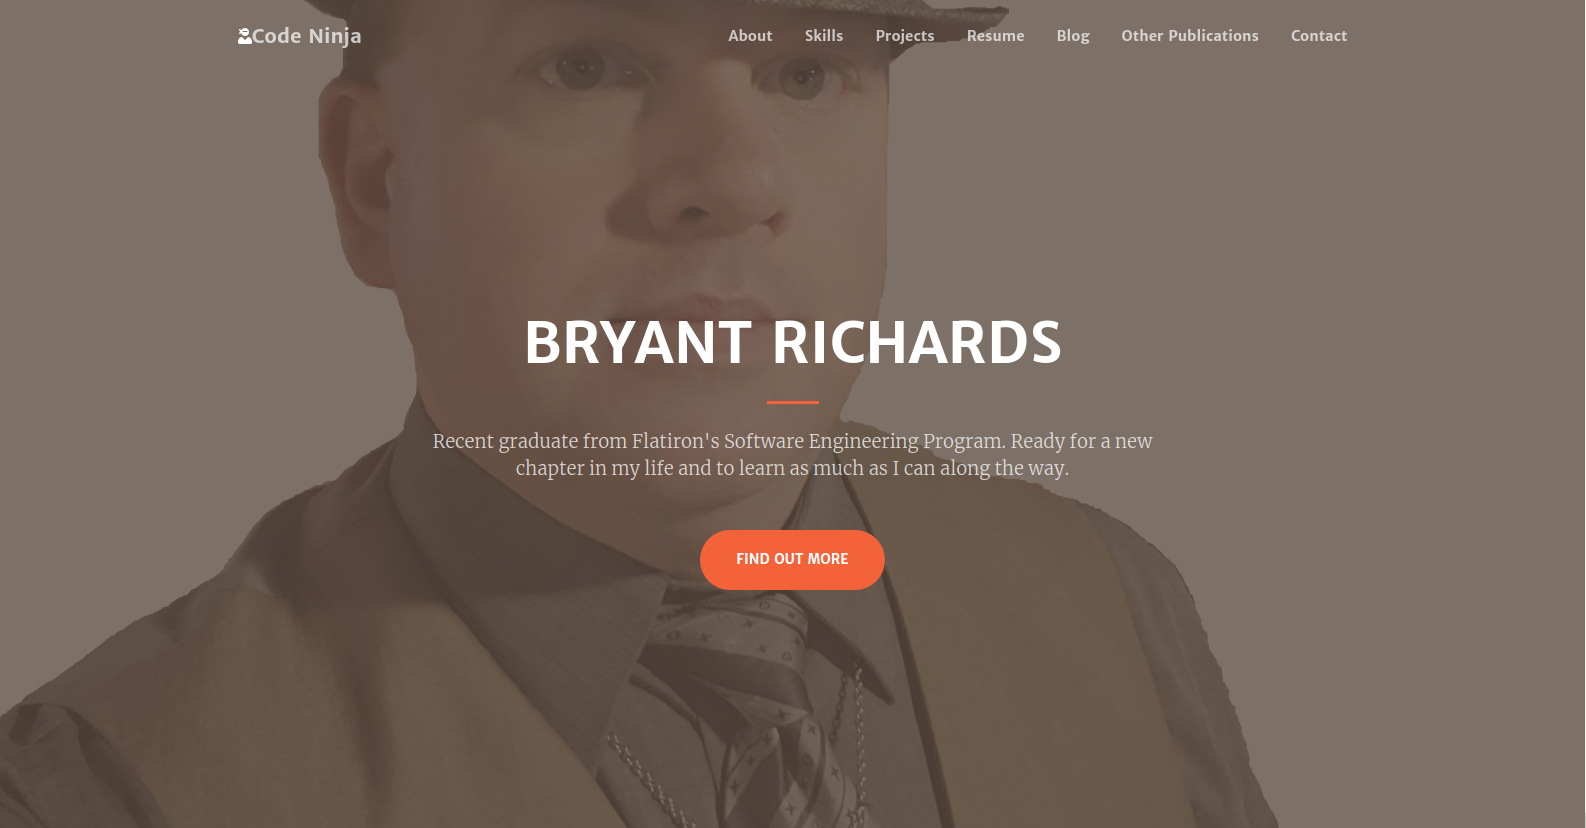 Code Ninja
About Skills Projects Resume Blog Other Publications Contact
BRYANT RICHARDS
Recent graduate from Flatiron's Software Engineering Program. Ready for a new
chapter in my life and to learn as much as I can along the way.
FIND OUT MORE